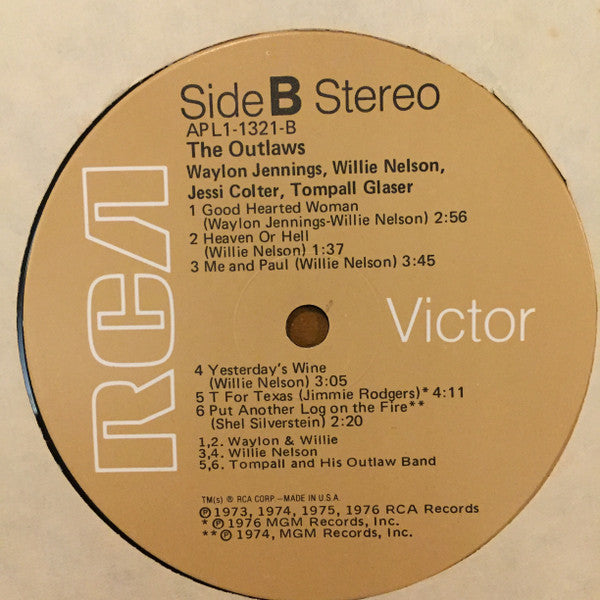 Side B Stereo
APL1-1321-B
The Outlaws
Waylon Jennings, Willie Nelson,
Jessi Colter, Tompall Glaser
1 Good Hearted Woman
(Waylon Jennings-Willie Nelson) 2:56
2 Heaven Or Hell
(Willie Nelson) 1:37
3 Me and Paul (Willie Nelson) 3:45
RCA
Victor
4 Yesterday's Wine
(Willie Nelson) 3:05
5 T For Texas (Jimmie Rodgers)* 4:11
6 Put Another Log on the Fire**
(Shel Silverstein) 2:20
1,2. Waylon & Willie
3,4. Willie Nelson
5,6. Tompall and His Outlaw Band
TM(s) ® RCA CORP.—MADE IN U.S.A.
℗ 1973, 1974, 1975, 1976 RCA Records
* ℗ 1976 MGM Records, Inc.
** ℗ 1974, MGM Records, Inc.